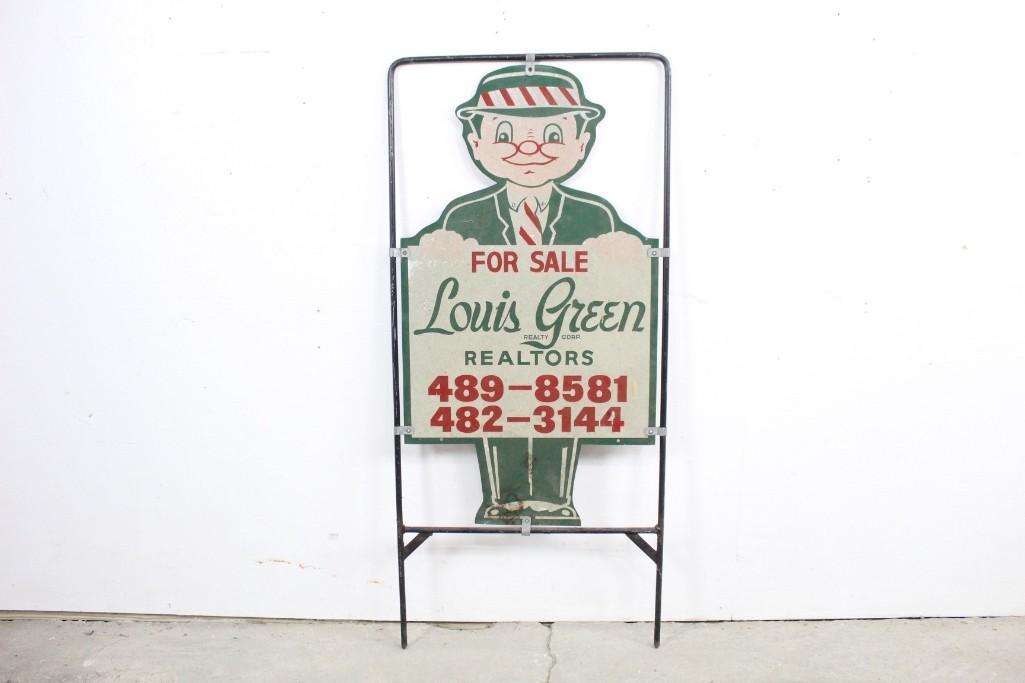 FOR SALE
Louis Green
REALTY CORP.
REALTORS
489-8581
482-3144